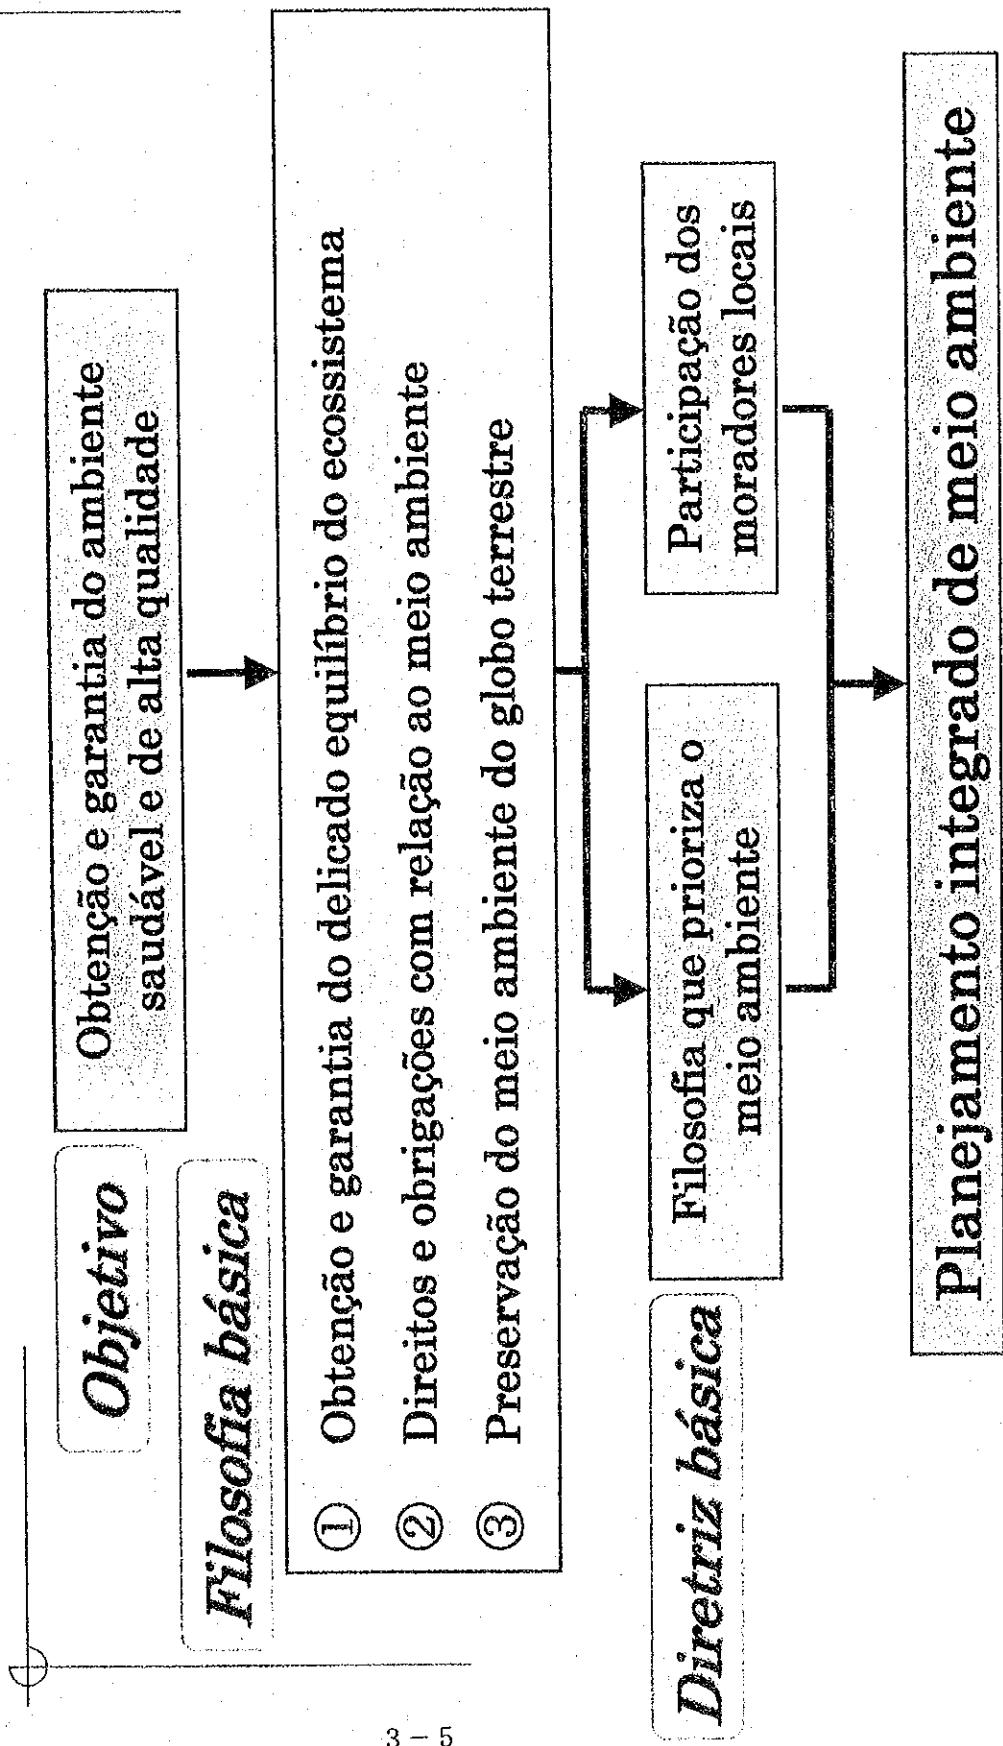 Objetivo
Obtenção e garantia do ambiente
saudável e de alta qualidade
Filosofia básica
① Obtenção e garantia do delicado equilíbrio do ecossistema
② Direitos e obrigações com relação ao meio ambiente
③ Preservação do meio ambiente do globo terrestre
Diretriz básica
Filosofia que prioriza o
meio ambiente
Participação dos
moradores locais
Planejamento integrado de meio ambiente
3 – 5